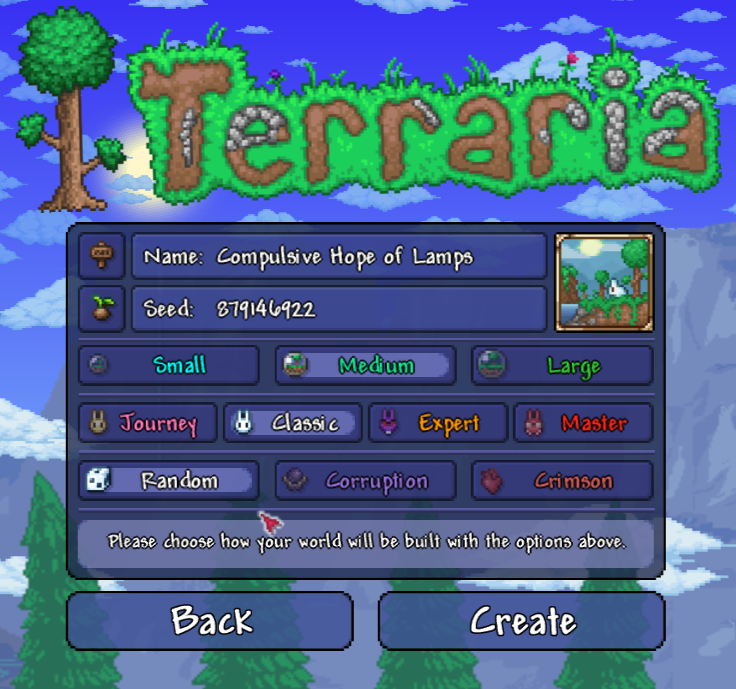 Terraria
Name: Compulsive Hope of Lamps
Seed: 879146922
Small Medium Large
Journey Classic Expert Master
Random Corruption Crimson
Please choose how your world will be built with the options above.
Back Create